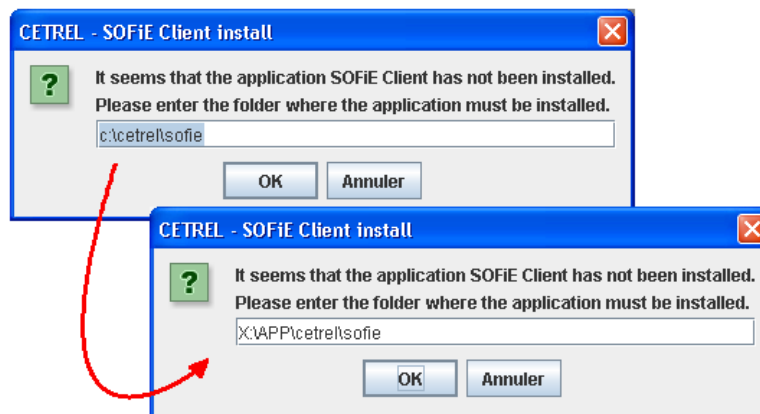 CETREL - SOFiE Client install
It seems that the application SOFiE Client has not been installed.
Please enter the folder where the application must be installed.
c:\cetrel\sofie
OK Annuler
CETREL - SOFiE Client install
It seems that the application SOFiE Client has not been installed.
Please enter the folder where the application must be installed.
X:\APP\cetrel\sofie
OK Annuler